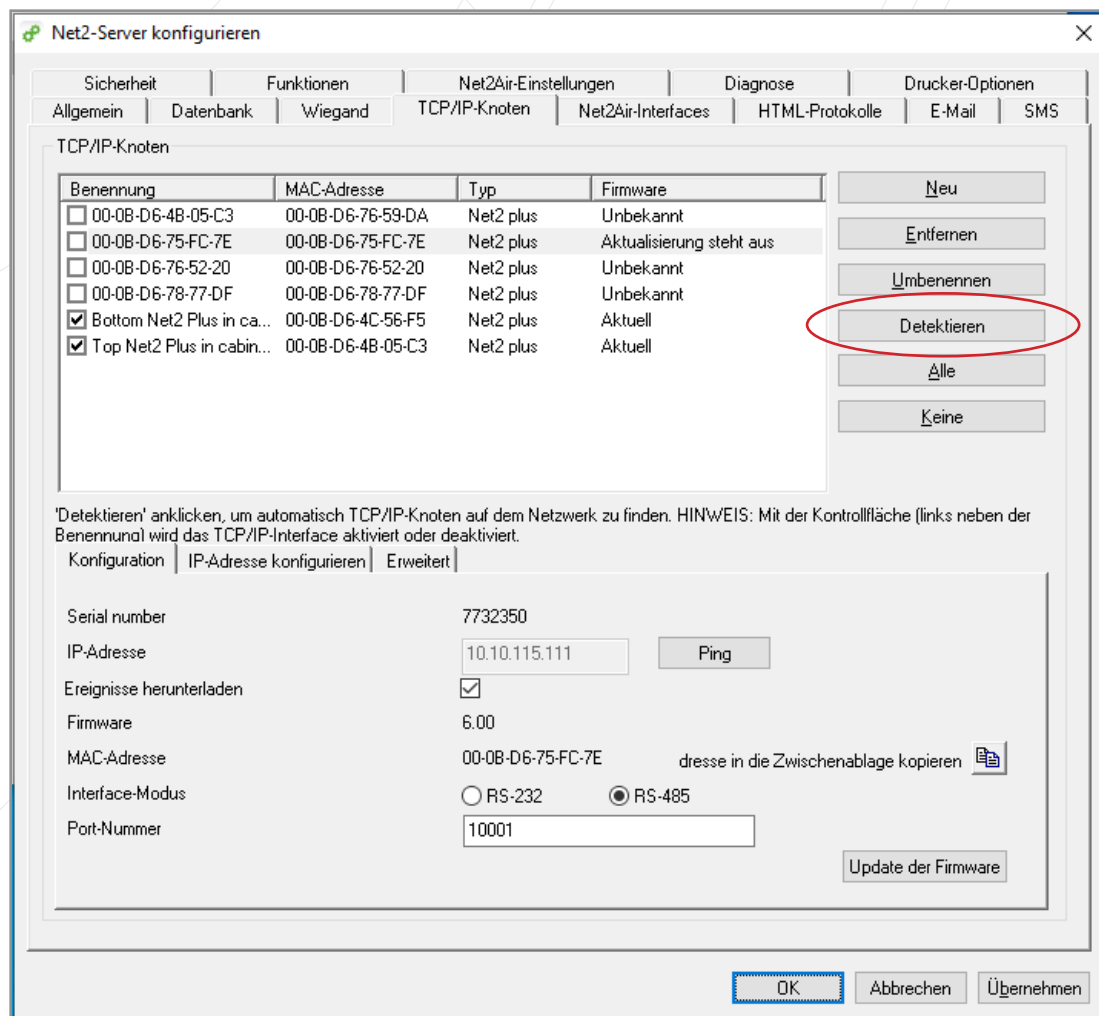 Net2-Server konfigurieren
Sicherheit Funktionen Net2Air-Einstellungen Diagnose Drucker-Optionen
Allgemein Datenbank Wiegand TCP/IP-Knoten Net2Air-Interfaces HTML-Protokolle E-Mail SMS
TCP/IP-Knoten
Benennung MAC-Adresse Typ Firmware
00-0B-D6-4B-05-C3 00-0B-D6-76-59-DA Net2 plus Unbekannt
00-0B-D6-75-FC-7E 00-0B-D6-75-FC-7E Net2 plus Aktualisierung steht aus
00-0B-D6-76-52-20 00-0B-D6-76-52-20 Net2 plus Unbekannt
00-0B-D6-78-77-DF 00-0B-D6-78-77-DF Net2 plus Unbekannt
Bottom Net2 Plus in ca... 00-0B-D6-4C-56-F5 Net2 plus Aktuell
Top Net2 Plus in cabin... 00-0B-D6-4B-05-C3 Net2 plus Aktuell
Neu
Entfernen
Umbenennen
Detektieren
Alle
Keine
'Detektieren' anklicken, um automatisch TCP/IP-Knoten auf dem Netzwerk zu finden. HINWEIS: Mit der Kontrollfläche (links neben der
Benennung) wird das TCP/IP-Interface aktiviert oder deaktiviert.
Konfiguration IP-Adresse konfigurieren Erweitert
Serial number 7732350
IP-Adresse 10.10.115.111 Ping
Ereignisse herunterladen
Firmware 6.00
MAC-Adresse 00-0B-D6-75-FC-7E dresse in die Zwischenablage kopieren
Interface-Modus RS-232 RS-485
Port-Nummer 10001
Update der Firmware
OK Abbrechen Übernehmen